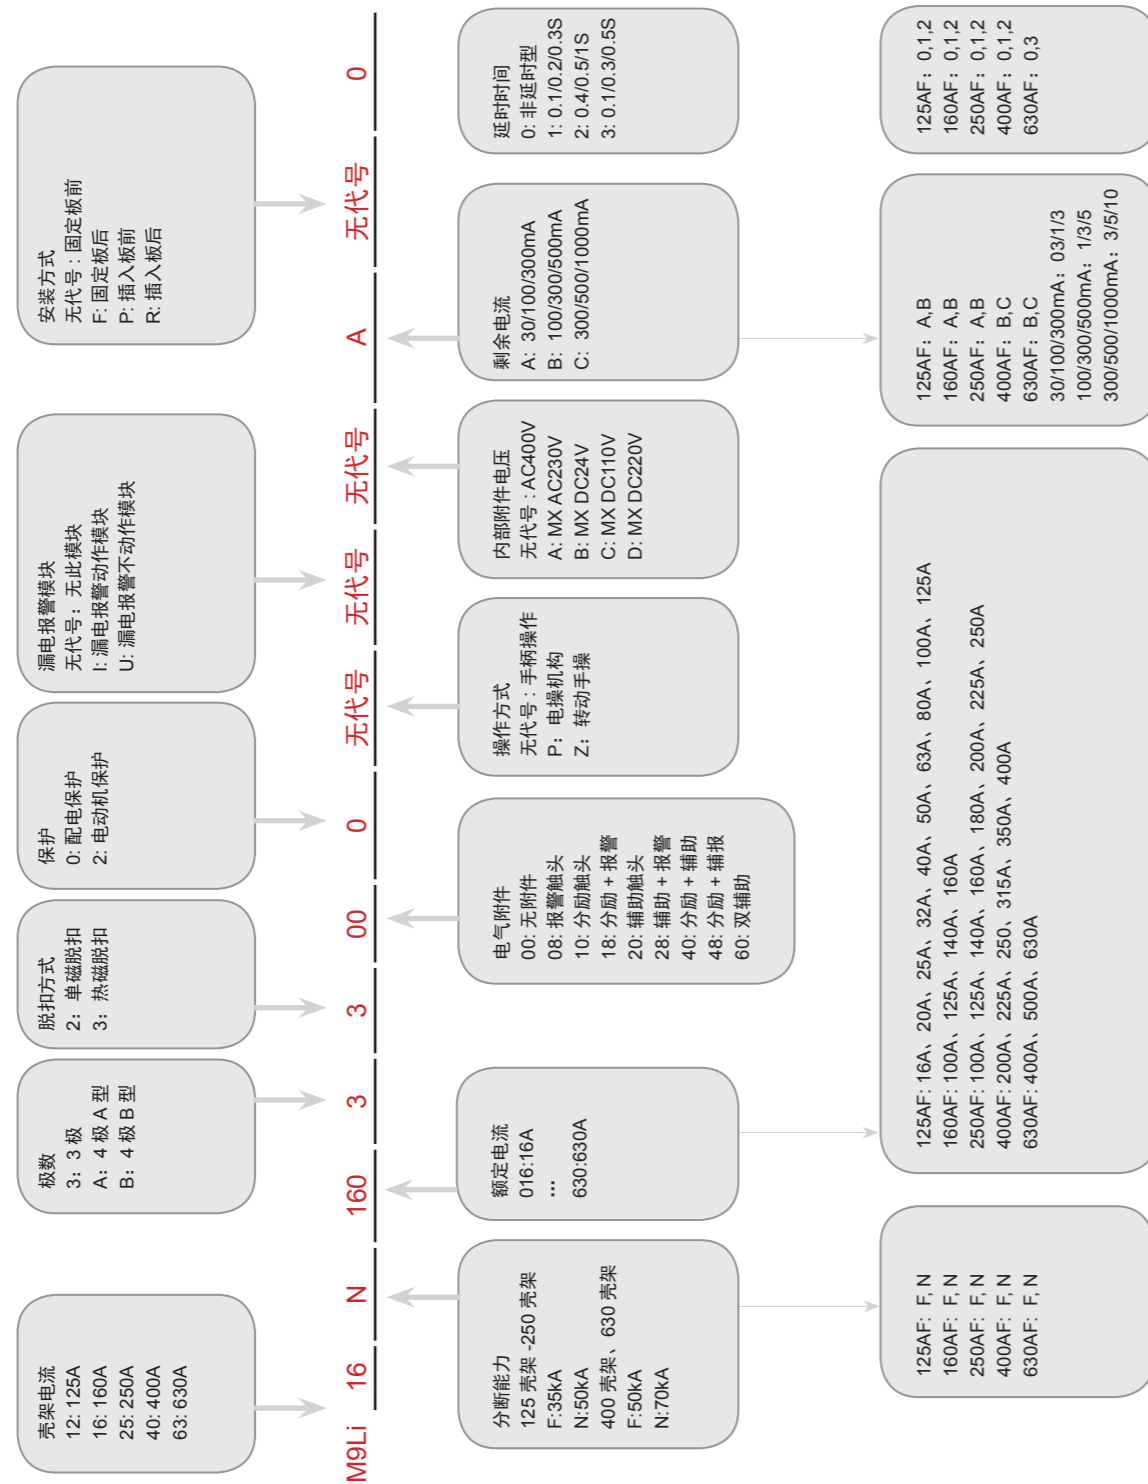 壳架电流
12: 125A
16: 160A
25: 250A
40: 400A
63: 630A
极数
3：3 极
A：4 极 A 型
B：4 极 B 型
脱扣方式
2：单磁脱扣
3：热磁脱扣
保护
0: 配电保护
2: 电动机保护
漏电报警模块
无代号：无此模块
I: 漏电报警动作模块
U: 漏电报警不动作模块
安装方式
无代号 : 固定板前
F: 固定板后
P: 插入板前
R: 插入板后
M9Li 16 N 160 3 3 00 0 无代号 无代号 无代号 A 无代号 0
分断能力
125 壳架 -250 壳架
F:35kA
N:50kA
400 壳架、630 壳架
F:50kA
N:70kA
额定电流
016:16A
…
630:630A
电气附件
00: 无附件
08: 报警触头
10: 分励触头
18: 分励 + 报警
20: 辅助触头
28: 辅助 + 报警
40: 分励 + 辅助
48: 分励 + 辅报
60: 双辅助
操作方式
无代号 : 手柄操作
P：电操机构
Z：转动手操
内部附件电压
无代号 : AC400V
A: MX AC230V
B: MX DC24V
C: MX DC110V
D: MX DC220V
剩余电流
A: 30/100/300mA
B: 100/300/500mA
C: 300/500/1000mA
延时时间
0: 非延时型
1: 0.1/0.2/0.3S
2: 0.4/0.5/1S
3: 0.1/0.3/0.5S
125AF：F, N
160AF：F, N
250AF：F, N
400AF：F, N
630AF：F, N
125AF: 16A、20A、25A、32A、40A、50A、63A、80A、100A、125A
160AF: 100A、125A、140A、160A
250AF: 100A、125A、140A、160A、180A、200A、225A、250A
400AF: 200A、225A、250、315A、350A、400A
630AF: 400A、500A、630A
125AF：A,B
160AF：A,B
250AF：A,B
400AF：B,C
630AF：B,C
30/100/300mA：03/1/3
100/300/500mA：1/3/5
300/500/1000mA：3/5/10
125AF：0,1,2
160AF：0,1,2
250AF：0,1,2
400AF：0,1,2
630AF：0,3